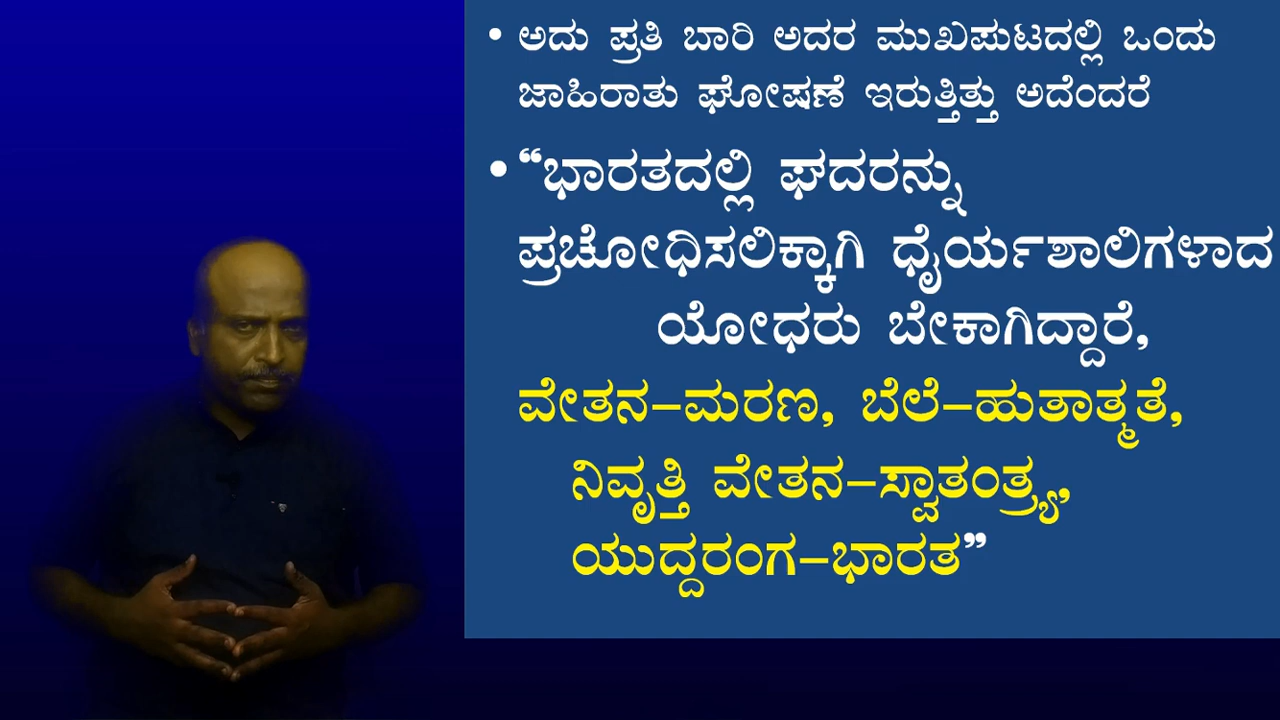 • ಅದು ಪ್ರತಿ ಬಾರಿ ಅದರ ಮುಖಪುಟದಲ್ಲಿ ಒಂದು
ಜಾಹಿರಾತು ಘೋಷಣೆ ಇರುತ್ತಿತ್ತು ಅದೆಂದರೆ
• “ಭಾರತದಲ್ಲಿ ಘದರನ್ನು
ಪ್ರಚೋಧಿಸಲಿಕ್ಕಾಗಿ ಧೈರ್ಯಶಾಲಿಗಳಾದ
ಯೋಧರು ಬೇಕಾಗಿದ್ದಾರೆ,
ವೇತನ–ಮರಣ, ಬೆಲೆ–ಹುತಾತ್ಮತೆ,
ನಿವೃತ್ತಿ ವೇತನ–ಸ್ವಾತಂತ್ರ್ಯ,
ಯುದ್ದರಂಗ–ಭಾರತ”